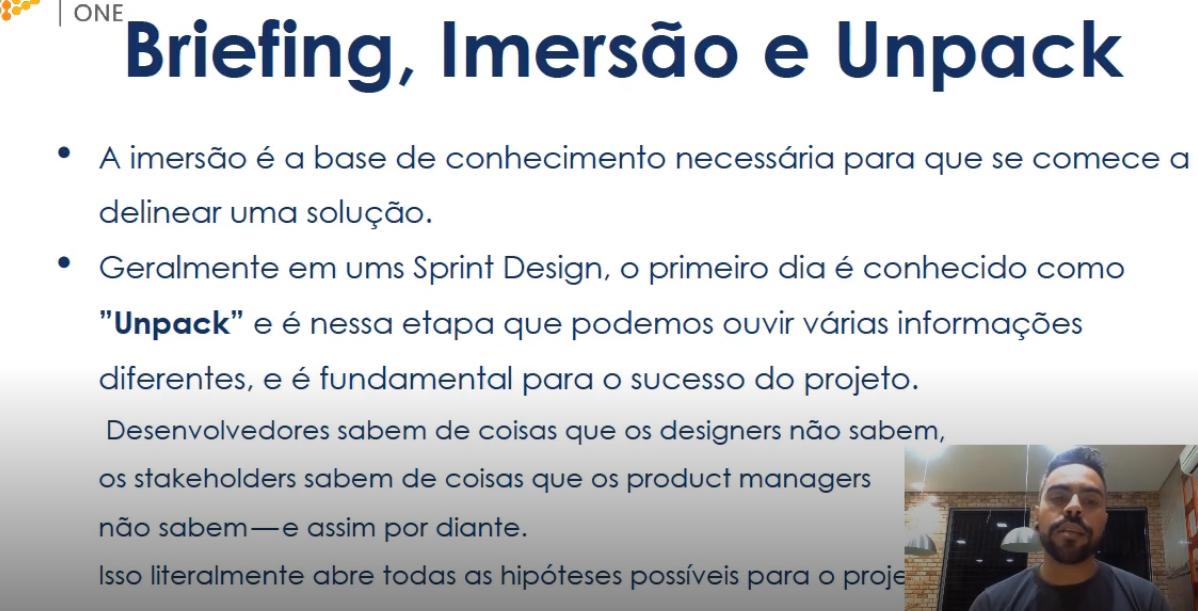 ONE
Briefing, Imersão e Unpack
• A imersão é a base de conhecimento necessária para que se comece a
delinear uma solução.
• Geralmente em ums Sprint Design, o primeiro dia é conhecido como
”Unpack” e é nessa etapa que podemos ouvir várias informações
diferentes, e é fundamental para o sucesso do projeto.
Desenvolvedores sabem de coisas que os designers não sabem,
os stakeholders sabem de coisas que os product managers
não sabem—e assim por diante.
Isso literalmente abre todas as hipóteses possíveis para o proje